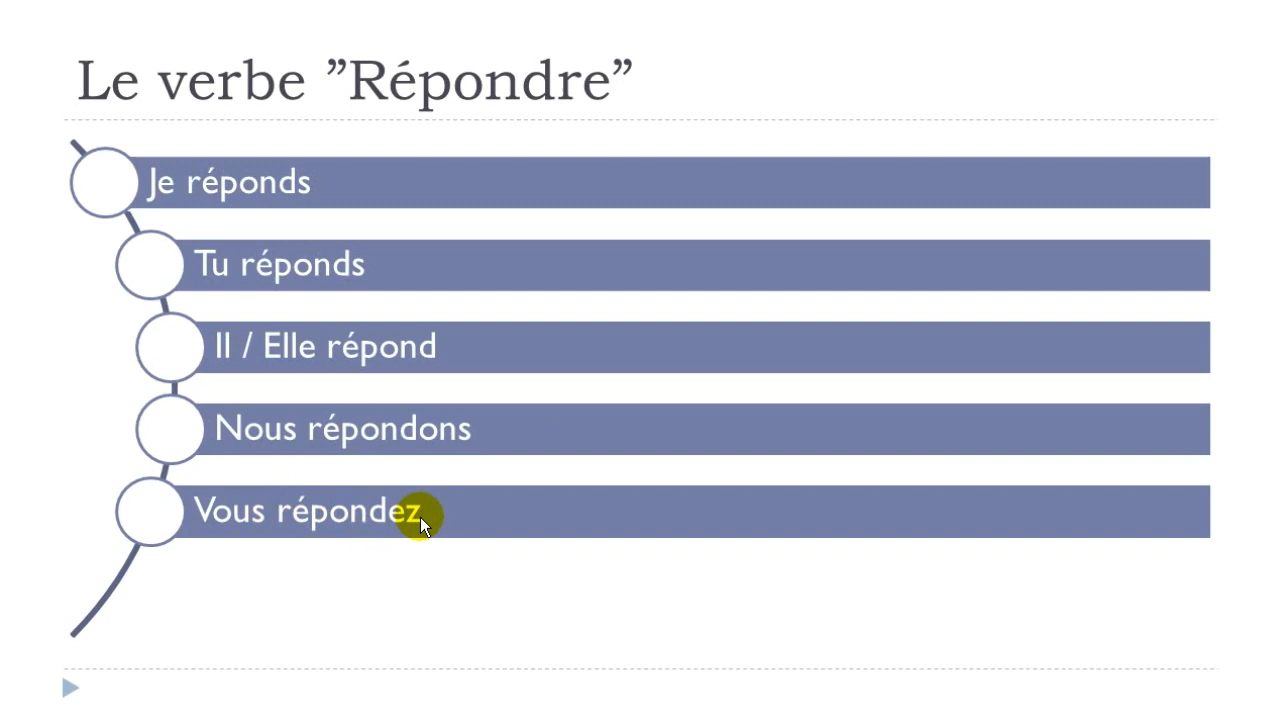 Le verbe ”Répondre”
Je réponds
Tu réponds
Il / Elle répond
Nous répondons
Vous répondez